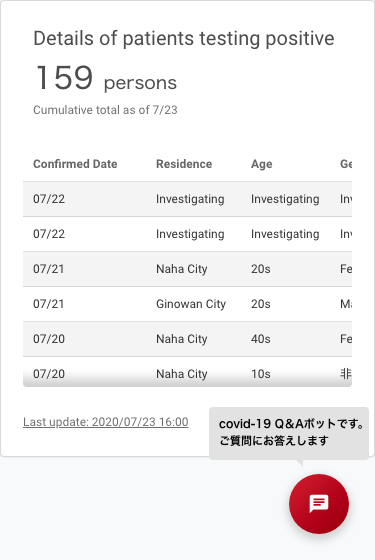 Details of patients testing positive
159 persons
Cumulative total as of 7/23
Confirmed Date Residence Age Ge
07/22 Investigating Investigating Inv
07/22 Investigating Investigating Inv
07/21 Naha City 20s Fe
07/21 Ginowan City 20s Ma
07/20 Naha City 40s Fe
07/20 Naha City 10s 非
Last update: 2020/07/23 16:00
covid-19 Q&Aボットです。
ご質問にお答えします